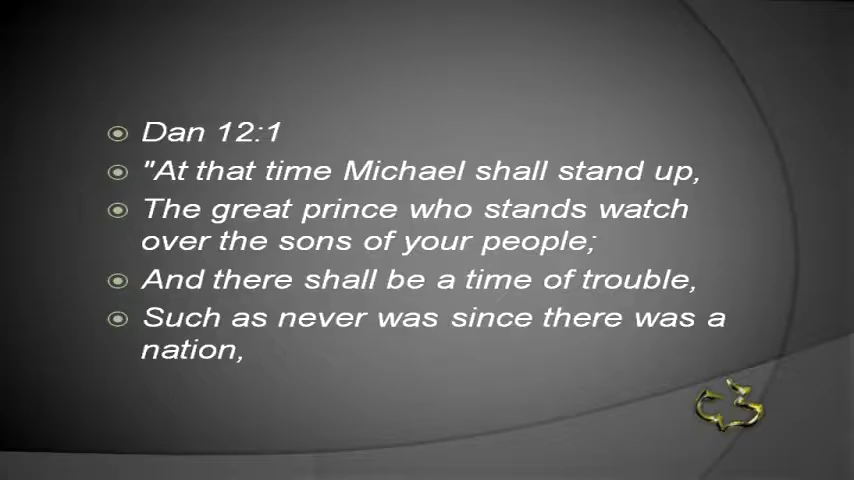 Dan 12:1
"At that time Michael shall stand up,
The great prince who stands watch
over the sons of your people;
And there shall be a time of trouble,
Such as never was since there was a
nation,